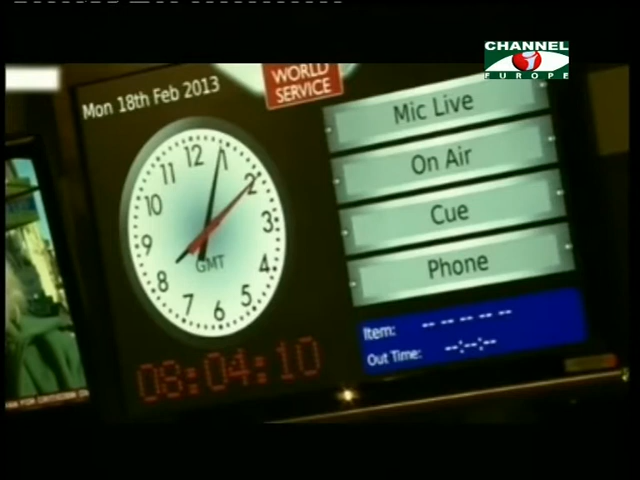 CHANNEL
i
EUROPE
WORLD
SERVICE
Mon 18th Feb 2013
12
1
2
3
4
5
6
7
8
9
10
11
GMT
08:04:10
Mic Live
On Air
Cue
Phone
Item: -- -- -- -- --
Out Time: --:--:--